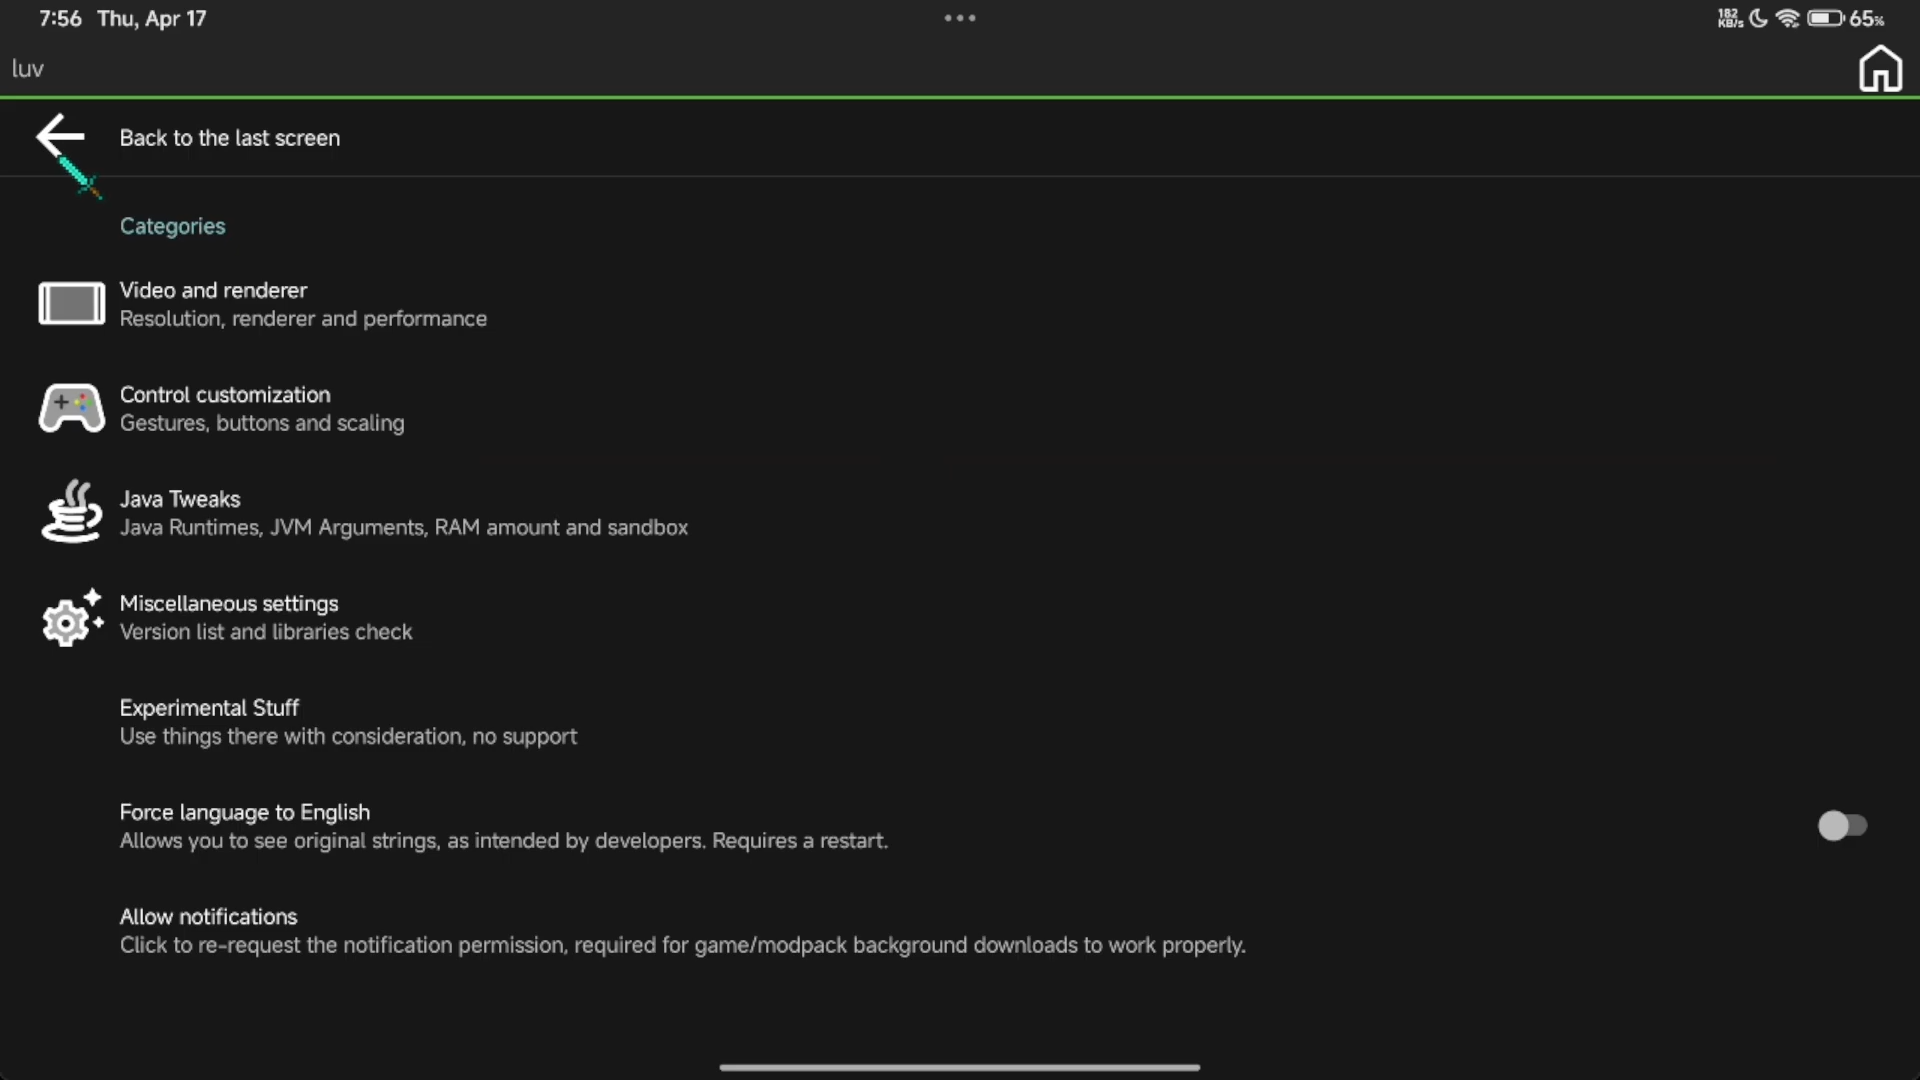 7:56 Thu, Apr 17
182 KB/s 65%
luv
Back to the last screen
Categories
Video and renderer
Resolution, renderer and performance
Control customization
Gestures, buttons and scaling
Java Tweaks
Java Runtimes, JVM Arguments, RAM amount and sandbox
Miscellaneous settings
Version list and libraries check
Experimental Stuff
Use things there with consideration, no support
Force language to English
Allows you to see original strings, as intended by developers. Requires a restart.
Allow notifications
Click to re-request the notification permission, required for game/modpack background downloads to work properly.